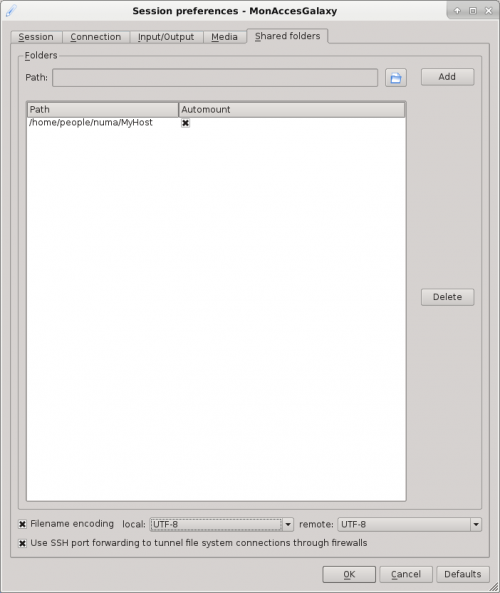 Session preferences - MonAccesGalaxy
Session Connection Input/Output Media Shared folders
Folders
Path: Add
Path Automount
/home/people/numa/MyHost
Delete
Filename encoding local: UTF-8 remote: UTF-8
Use SSH port forwarding to tunnel file system connections through firewalls
OK Cancel Defaults